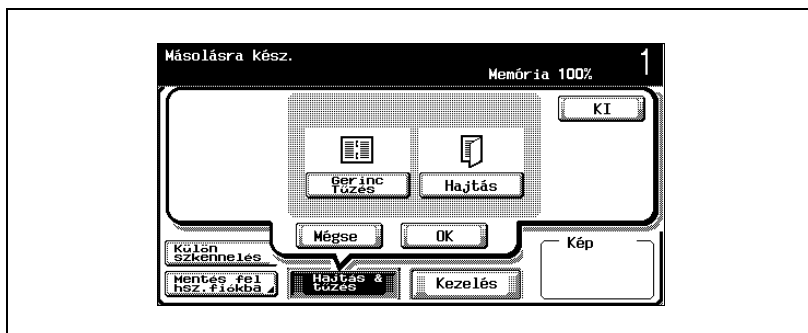 Másolásra kész.
Memória 100%
1
KI
Gerinc
Tűzés
Hajtás
Mégse
OK
Külön
szkennelés
Kép
Mentés fel
hsz.fiókba
Hajtás &
tűzés
Kezelés